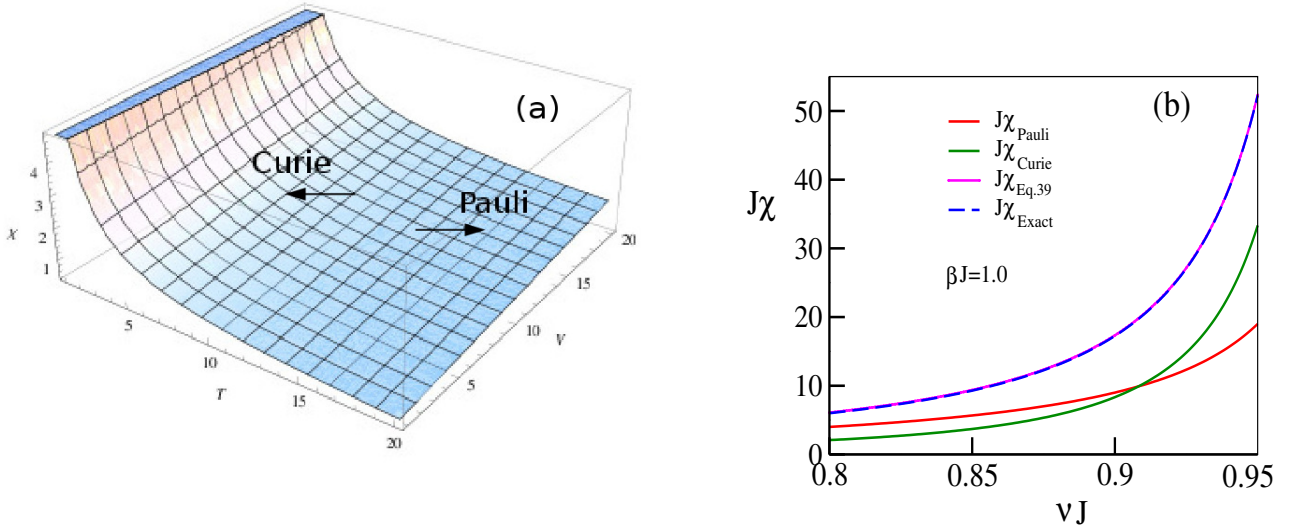 (a)
Curie
Pauli
χ
4
3
2
1
5
10
15
20
T
5
10
15
20
V
(b)
Jχ
50
40
30
20
10
0
Jχ_Pauli
Jχ_Curie
Jχ_Eq.39
Jχ_Exact
βJ=1.0
0.8
0.85
0.9
0.95
νJ